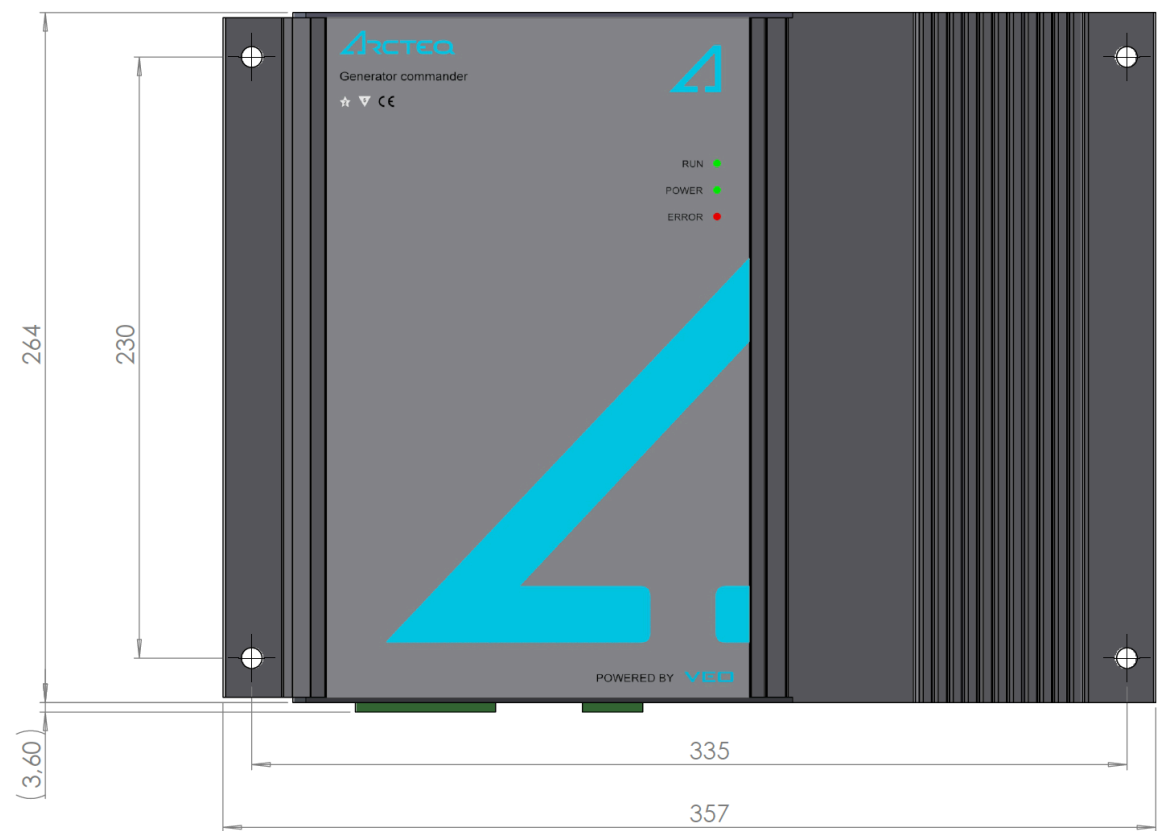 ARCTEQ
Generator commander
CE
RUN
POWER
ERROR
264
230
POWERED BY VEO
(3,60)
335
357